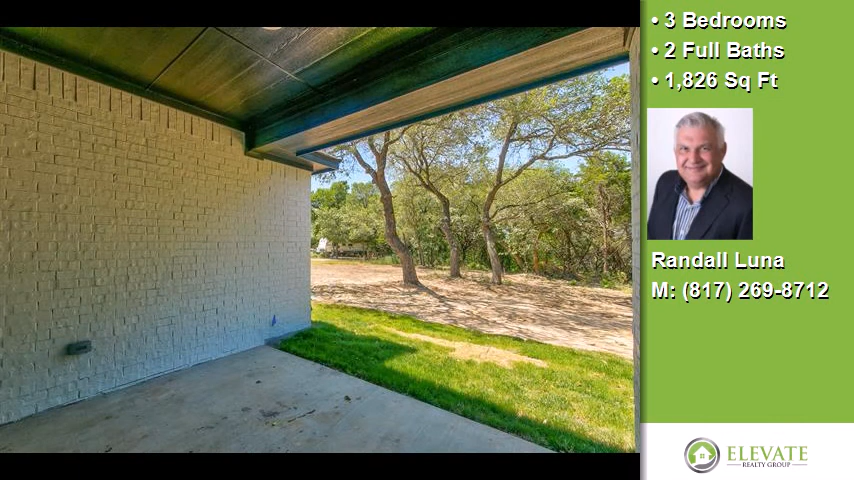 • 3 Bedrooms
• 2 Full Baths
• 1,826 Sq Ft
Randall Luna
M: (817) 269-8712
ELEVATE
REALTY GROUP